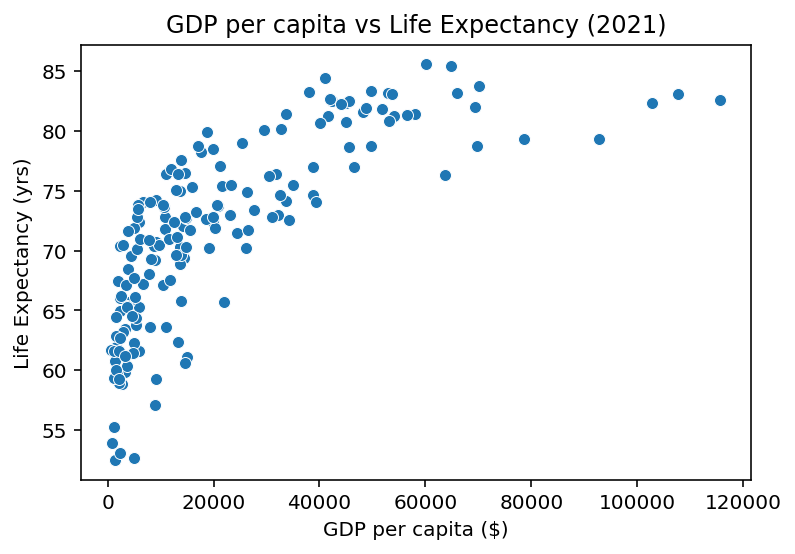 GDP per capita vs Life Expectancy (2021)
Life Expectancy (yrs)
85
80
75
70
65
60
55
0 20000 40000 60000 80000 100000 120000
GDP per capita ($)